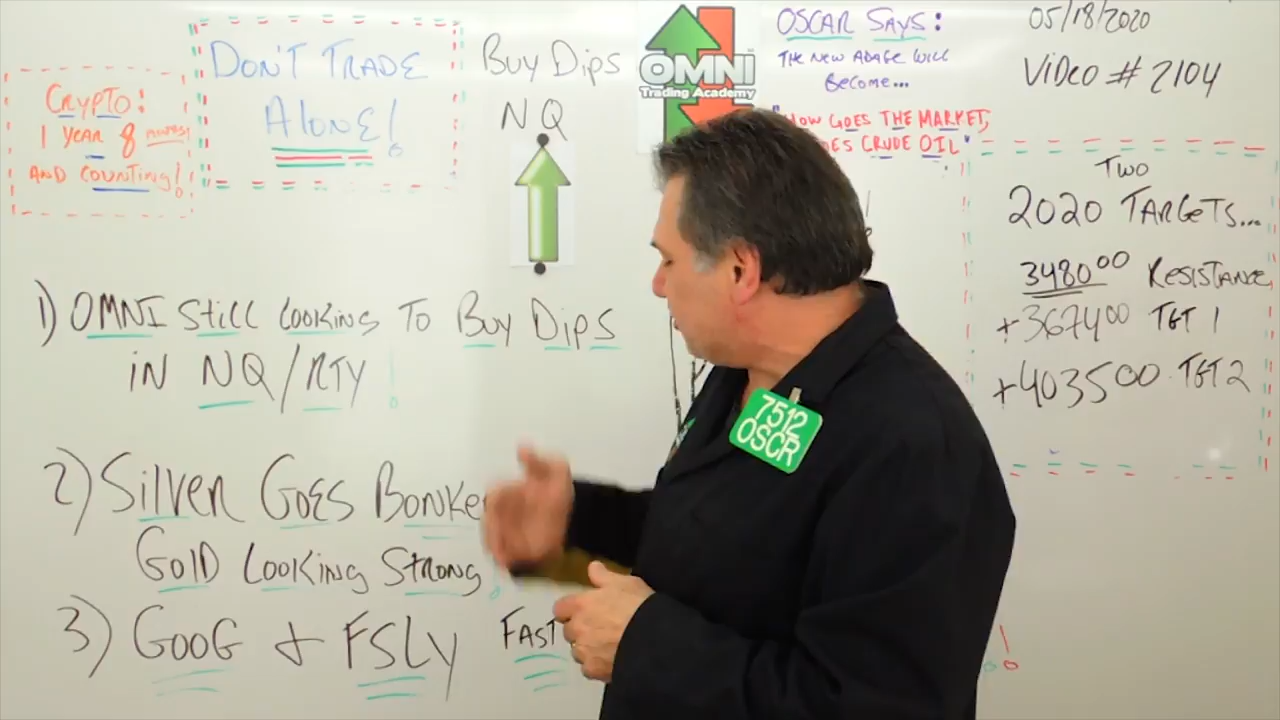 CRYPTO!
1 YEAR 8 MONTHS
AND COUNTING!
DON'T TRADE
ALONE!
BUY DIPS
NQ
OMNI
Trading Academy
OSCAR SAYS:
THE NEW ADAGE WILL
BECOME...
"HOW GOES THE MARKET,
CRUDE OIL"
05/18/2020
VIDEO # 2104
TWO
2020 TARGETS...
3480 00 RESISTANCE
+3674 00 TGT 1
+4035 00 TGT 2
1) OMNI STILL LOOKING TO BUY DIPS
IN NQ/RTY!
2) SILVER GOES
GOLD LOOKING STRONG!
3) GOOG + FSLY FAST
7512
OSCR